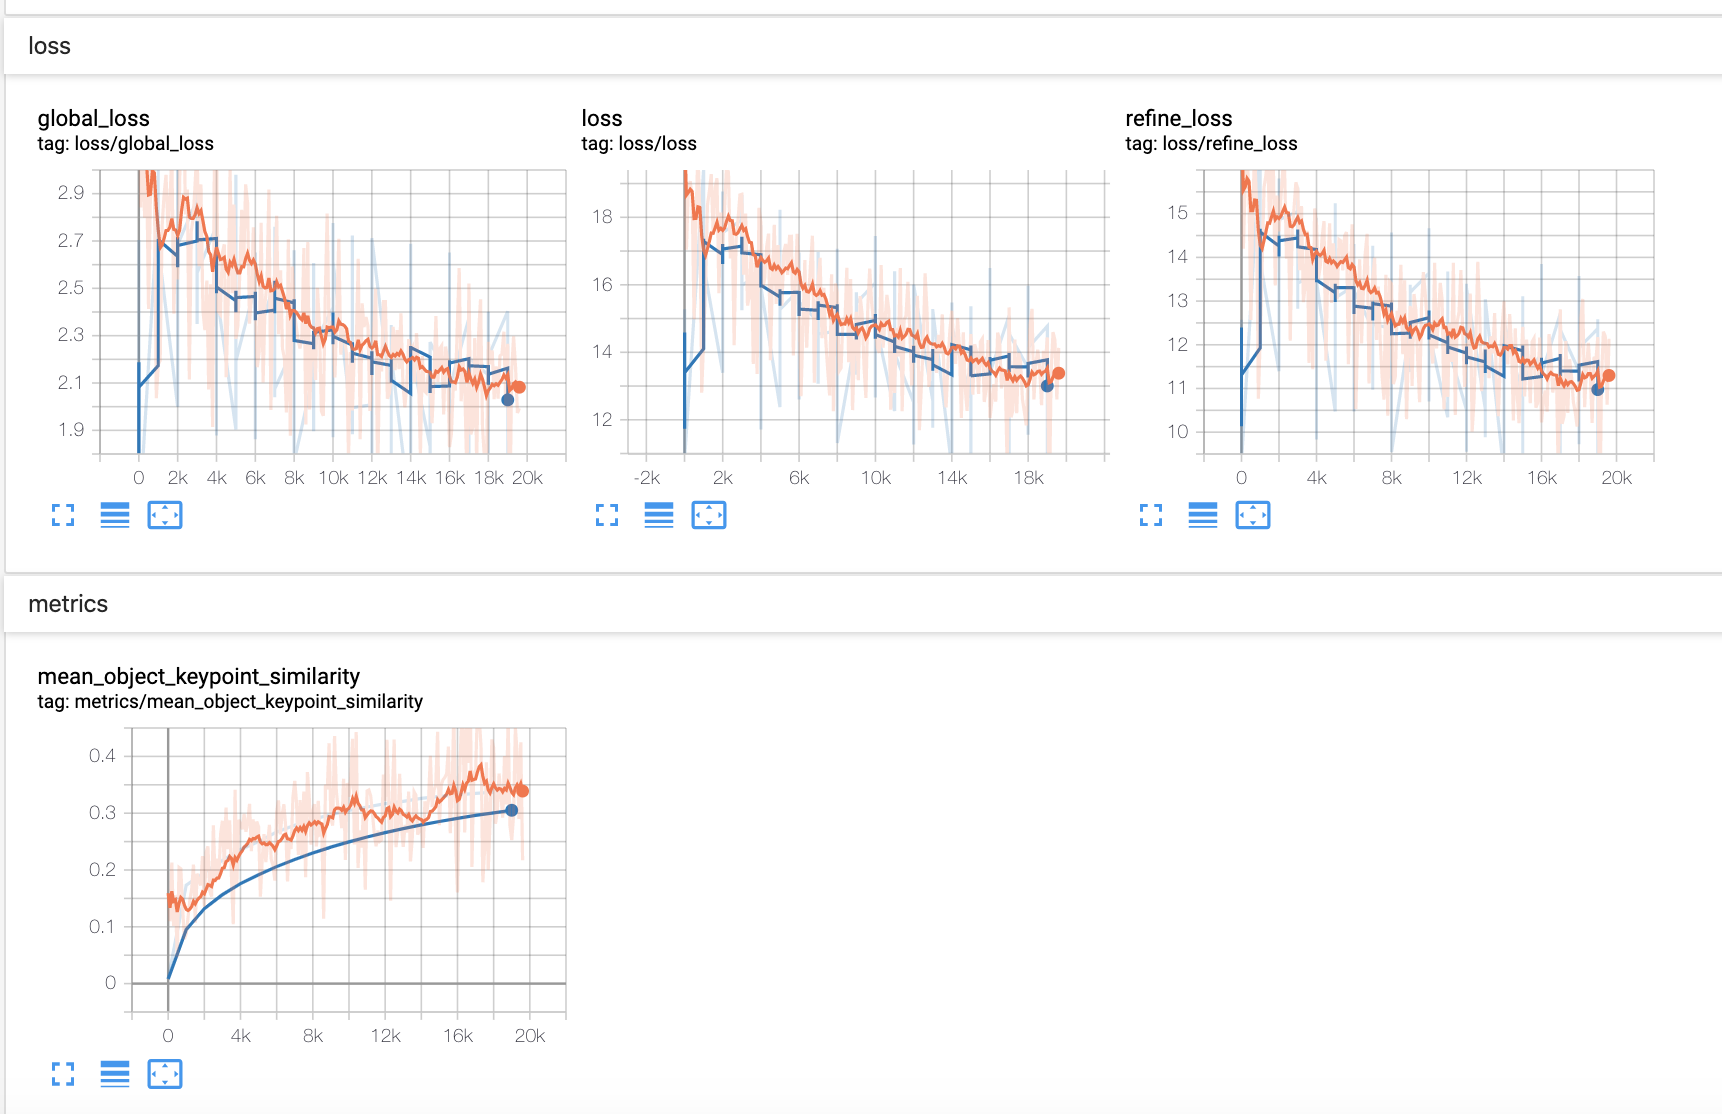 loss
global_loss
tag: loss/global_loss
2.9
2.7
2.5
2.3
2.1
1.9
0 2k 4k 6k 8k 10k 12k 14k 16k 18k 20k
loss
tag: loss/loss
18
16
14
12
-2k 2k 6k 10k 14k 18k
refine_loss
tag: loss/refine_loss
15
14
13
12
11
10
0 4k 8k 12k 16k 20k
metrics
mean_object_keypoint_similarity
tag: metrics/mean_object_keypoint_similarity
0.4
0.3
0.2
0.1
0
0 4k 8k 12k 16k 20k